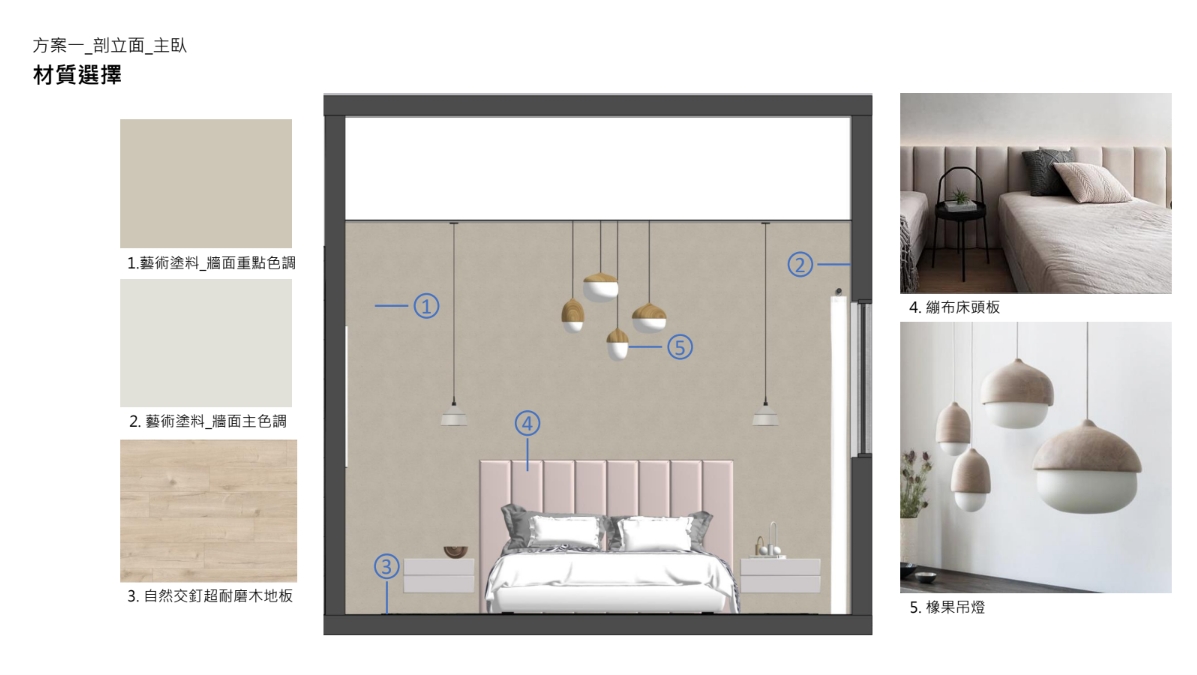 方案一_剖立面_主臥
材質選擇
1.藝術塗料_牆面重點色調
2. 藝術塗料_牆面主色調
3. 自然交釘超耐磨木地板
①
②
③
④
⑤
4. 繃布床頭板
5. 橡果吊燈